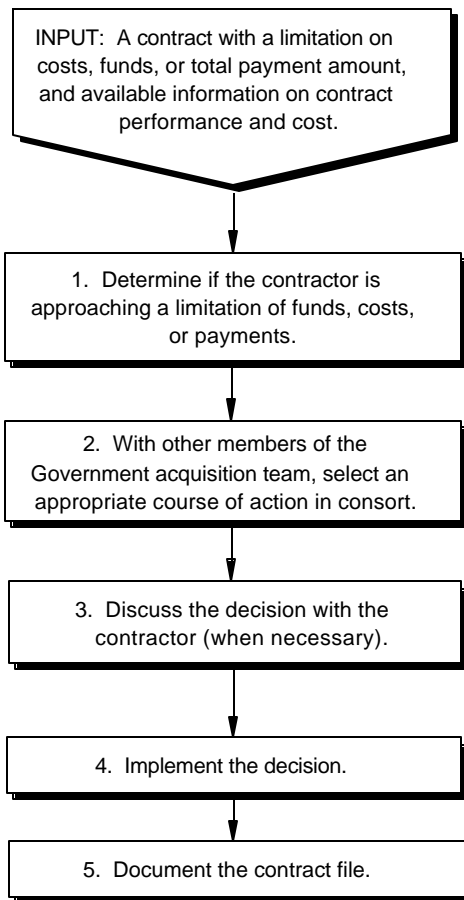 INPUT: A contract with a limitation on
costs, funds, or total payment amount,
and available information on contract
performance and cost.
1. Determine if the contractor is
approaching a limitation of funds, costs,
or payments.
2. With other members of the
Government acquisition team, select an
appropriate course of action in consort.
3. Discuss the decision with the
contractor (when necessary).
4. Implement the decision.
5. Document the contract file.